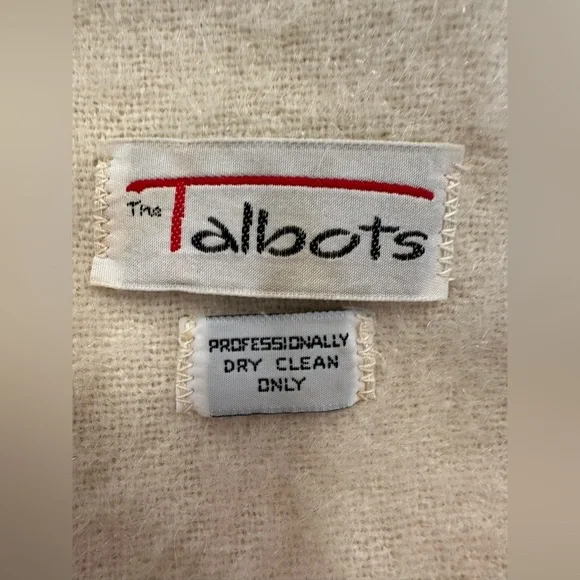 The Talbots
PROFESSIONALLY
DRY CLEAN
ONLY